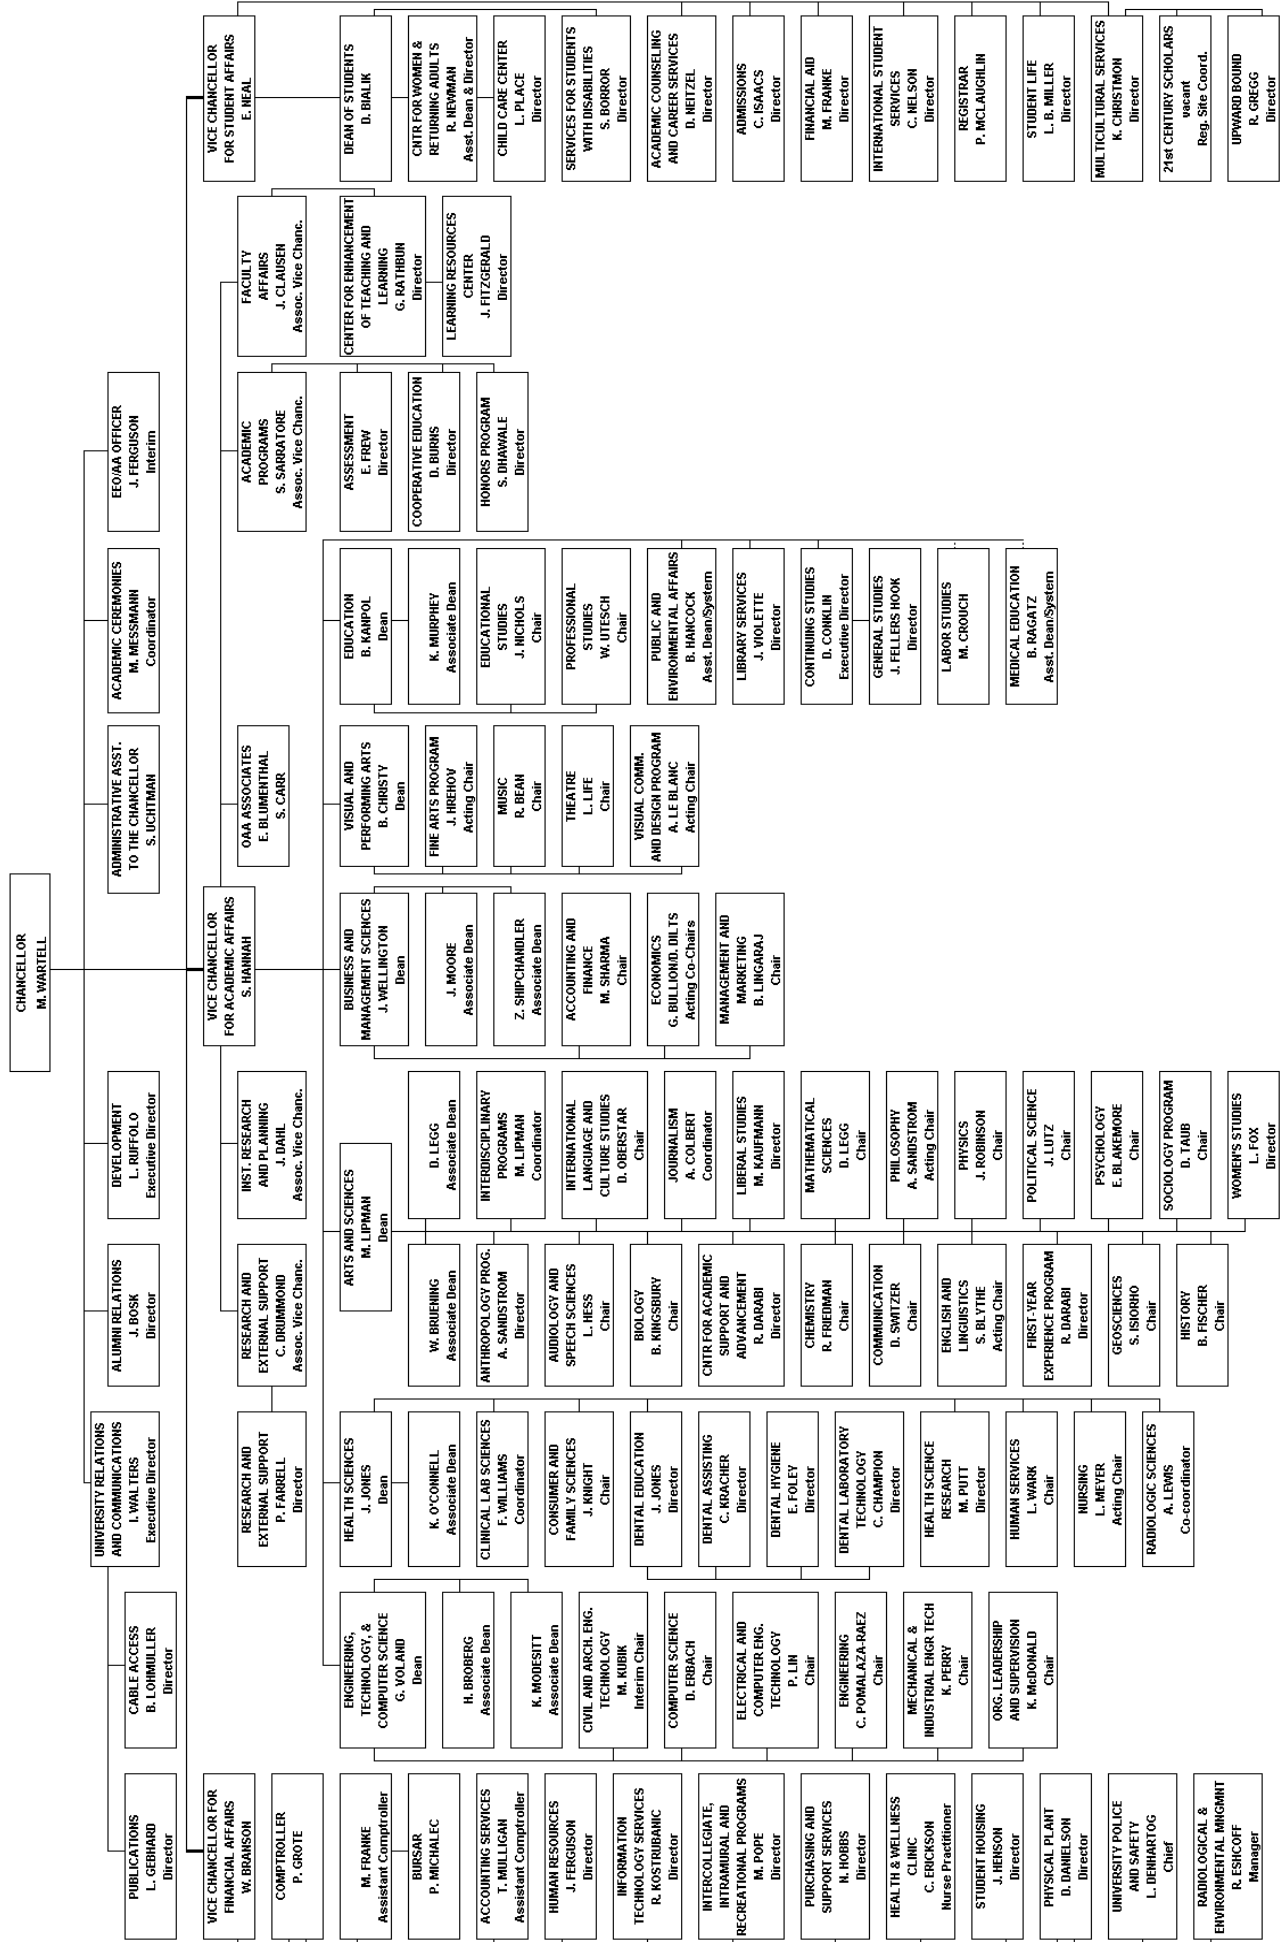 CHANCELLOR
M. WARTELL
UNIVERSITY RELATIONS
AND COMMUNICATIONS
I. WALTERS
Executive Director
ALUMNI RELATIONS
J. BOSK
Director
DEVELOPMENT
L. RUFFOLO
Executive Director
ADMINISTRATIVE ASST.
TO THE CHANCELLOR
S. UCHTMAN
ACADEMIC CEREMONIES
M. MESSMANN
Coordinator
EEO/AA OFFICER
J. FERGUSON
Interim
PUBLICATIONS
L. GEBHARD
Director
CABLE ACCESS
B. LOHMULLER
Director
VICE CHANCELLOR FOR
FINANCIAL AFFAIRS
W. BRANSON
COMPTROLLER
P. GROTE
M. FRANKE
Assistant Comptroller
BURSAR
P. MICHALEC
ACCOUNTING SERVICES
T. MULLIGAN
Assistant Comptroller
HUMAN RESOURCES
J. FERGUSON
Director
INFORMATION
TECHNOLOGY SERVICES
R. KOSTRUBANIC
Director
INTERCOLLEGIATE,
INTRAMURAL AND
RECREATIONAL PROGRAMS
M. POPE
Director
PURCHASING AND
SUPPORT SERVICES
N. HOBBS
Director
HEALTH & WELLNESS
CLINIC
C. ERICKSON
Nurse Practitioner
STUDENT HOUSING
J. HENSON
Director
PHYSICAL PLANT
D. DANIELSON
Director
UNIVERSITY POLICE
AND SAFETY
L. DENHARTOG
Chief
RADIOLOGICAL &
ENVIRONMENTAL MNGMNT
R. ESHCOFF
Manager
VICE CHANCELLOR
FOR ACADEMIC AFFAIRS
S. HANNAH
RESEARCH AND
EXTERNAL SUPPORT
P. FARRELL
Director
RESEARCH AND
EXTERNAL SUPPORT
C. DRUMMOND
Assoc. Vice Chanc.
INST. RESEARCH
AND PLANNING
J. DAHL
Assoc. Vice Chanc.
OAA ASSOCIATES
E. BLUMENTHAL
S. CARR
ACADEMIC
PROGRAMS
S. SARRATORE
Assoc. Vice Chanc.
FACULTY
AFFAIRS
J. CLAUSEN
Assoc. Vice Chanc.
ENGINEERING,
TECHNOLOGY, &
COMPUTER SCIENCE
G. VOLAND
Dean
H. BROBERG
Associate Dean
K. MODESITT
Associate Dean
CIVIL AND ARCH. ENG.
TECHNOLOGY
M. KUBIK
Interim Chair
COMPUTER SCIENCE
D. ERBACH
Chair
ELECTRICAL AND
COMPUTER ENG.
TECHNOLOGY
P. LIN
Chair
ENGINEERING
C. POMALAZA-RAEZ
Chair
MECHANICAL &
INDUSTRIAL ENGR TECH
K. PERRY
Chair
ORG. LEADERSHIP
AND SUPERVISION
K. McDONALD
Chair
HEALTH SCIENCES
J. JONES
Dean
K. O'CONNELL
Associate Dean
CLINICAL LAB SCIENCES
F. WILLIAMS
Coordinator
CONSUMER AND
FAMILY SCIENCES
J. KNIGHT
Chair
DENTAL EDUCATION
J. JONES
Director
DENTAL ASSISTING
C. KRACHER
Director
DENTAL HYGIENE
E. FOLEY
Director
DENTAL LABORATORY
TECHNOLOGY
C. CHAMPION
Director
HEALTH SCIENCE
RESEARCH
M. PUTT
Director
HUMAN SERVICES
L. WARK
Chair
NURSING
L. MEYER
Acting Chair
RADIOLOGIC SCIENCES
A. LEWIS
Co-coordinator
ARTS AND SCIENCES
M. LIPMAN
Dean
W. BRUENING
Associate Dean
ANTHROPOLOGY PROG.
A. SANDSTROM
Director
AUDIOLOGY AND
SPEECH SCIENCES
L. HESS
Chair
BIOLOGY
B. KINGSBURY
Chair
CNTR FOR ACADEMIC
SUPPORT AND
ADVANCEMENT
R. DARABI
Director
CHEMISTRY
R. FRIEDMAN
Chair
COMMUNICATION
D. SWITZER
Chair
ENGLISH AND
LINGUISTICS
S. BLYTHE
Acting Chair
FIRST-YEAR
EXPERIENCE PROGRAM
R. DARABI
Director
GEOSCIENCES
S. ISIORHO
Chair
HISTORY
B. FISCHER
Chair
D. LEGG
Associate Dean
INTERDISCIPLINARY
PROGRAMS
M. LIPMAN
Coordinator
INTERNATIONAL
LANGUAGE AND
CULTURE STUDIES
D. OBERSTAR
Chair
JOURNALISM
A. COLBERT
Coordinator
LIBERAL STUDIES
M. KAUFMANN
Director
MATHEMATICAL
SCIENCES
D. LEGG
Chair
PHILOSOPHY
A. SANDSTROM
Acting Chair
PHYSICS
J. ROBINSON
Chair
POLITICAL SCIENCE
J. LUTZ
Chair
PSYCHOLOGY
E. BLAKEMORE
Chair
SOCIOLOGY PROGRAM
D. TAUB
Chair
WOMEN'S STUDIES
L. FOX
Director
BUSINESS AND
MANAGEMENT SCIENCES
J. WELLINGTON
Dean
J. MOORE
Associate Dean
Z. SHIPCHANDLER
Associate Dean
ACCOUNTING AND
FINANCE
M. SHARMA
Chair
ECONOMICS
G. BULLION/D. DILTS
Acting Co-Chairs
MANAGEMENT AND
MARKETING
B. LINGARAJ
Chair
VISUAL AND
PERFORMING ARTS
B. CHRISTY
Dean
FINE ARTS PROGRAM
J. HREHOV
Acting Chair
MUSIC
R. BEAN
Chair
THEATRE
L. LIFE
Chair
VISUAL COMM.
AND DESIGN PROGRAM
A. LE BLANC
Acting Chair
EDUCATION
B. KANPOL
Dean
K. MURPHEY
Associate Dean
EDUCATIONAL
STUDIES
J. NICHOLS
Chair
PROFESSIONAL
STUDIES
W. UTESCH
Chair
PUBLIC AND
ENVIRONMENTAL AFFAIRS
B. HANCOCK
Asst. Dean/System
LIBRARY SERVICES
J. VIOLETTE
Director
CONTINUING STUDIES
D. CONKLIN
Executive Director
GENERAL STUDIES
J. FELLERS HOOK
Director
LABOR STUDIES
M. CROUCH
MEDICAL EDUCATION
B. RAGATZ
Asst. Dean/System
ASSESSMENT
E. FREW
Director
COOPERATIVE EDUCATION
D. BURNS
Director
HONORS PROGRAM
S. DHAWALE
Director
CENTER FOR ENHANCEMENT
OF TEACHING AND
LEARNING
G. RATHBUN
Director
LEARNING RESOURCES
CENTER
J. FITZGERALD
Director
VICE CHANCELLOR
FOR STUDENT AFFAIRS
E. NEAL
DEAN OF STUDENTS
D. BIALIK
CNTR FOR WOMEN &
RETURNING ADULTS
R. NEWMAN
Asst. Dean & Director
CHILD CARE CENTER
L. PLACE
Director
SERVICES FOR STUDENTS
WITH DISABILITIES
S. BORROR
Director
ACADEMIC COUNSELING
AND CAREER SERVICES
D. NEITZEL
Director
ADMISSIONS
C. ISAACS
Director
FINANCIAL AID
M. FRANKE
Director
INTERNATIONAL STUDENT
SERVICES
C. NELSON
Director
REGISTRAR
P. MCLAUGHLIN
STUDENT LIFE
L. B. MILLER
Director
MULTICULTURAL SERVICES
K. CHRISTMON
Director
21st CENTURY SCHOLARS
vacant
Reg. Site Coord.
UPWARD BOUND
R. GREGG
Director